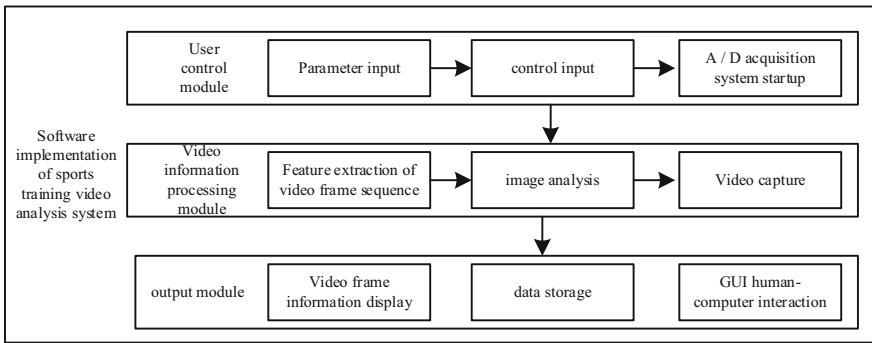 Software
implementation
of sports
training video
analysis system
User
control
module
Parameter input
control input
A / D acquisition
system startup
Video
information
processing
module
Feature extraction of
video frame sequence
image analysis
Video capture
output module
Video frame
information display
data storage
GUI human-
computer interaction